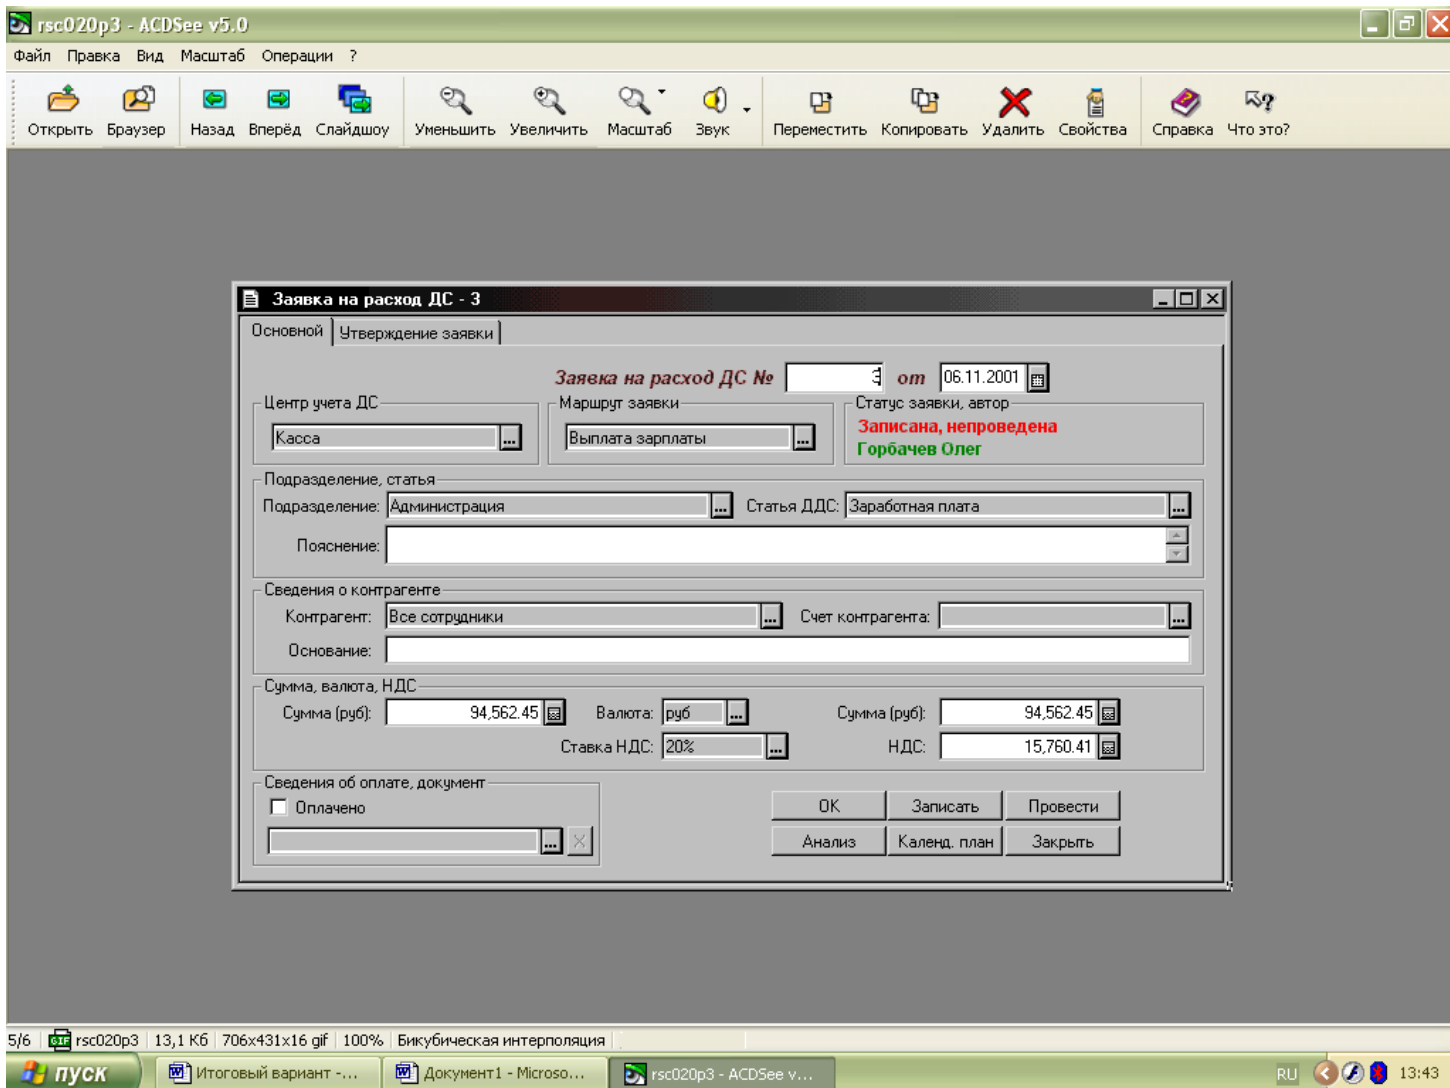 rsc020p3 - ACDSee v5.0
Файл Правка Вид Масштаб Операции ?
Открыть Браузер Назад Вперёд Слайдшоу Уменьшить Увеличить Масштаб Звук Переместить Копировать Удалить Свойства Справка Что это?
Заявка на расход ДС - 3
Основной Утверждение заявки
Заявка на расход ДС № 3 от 06.11.2001
Центр учета ДС Маршрут заявки Статус заявки, автор
Касса ... Выплата зарплаты ... Записана, непроведена
Горбачев Олег
Подразделение, статья
Подразделение: Администрация ... Статья ДДС: Заработная плата ...
Пояснение:
Сведения о контрагенте
Контрагент: Все сотрудники ... Счет контрагента: ...
Основание:
Сумма, валюта, НДС
Сумма (руб): 94,562.45 Валюта: руб ... Сумма (руб): 94,562.45
Ставка НДС: 20% ... НДС: 15,760.41
Сведения об оплате, документ
Оплачено OK Записать Провести
... X Анализ Календ. план Закрыть
5/6 GIF rsc020p3 13,1 Кб 706x431x16 gif 100% Бикубическая интерполяция
пуск Итоговый вариант -... Документ1 - Microso... rsc020p3 - ACDSee v... RU 13:43